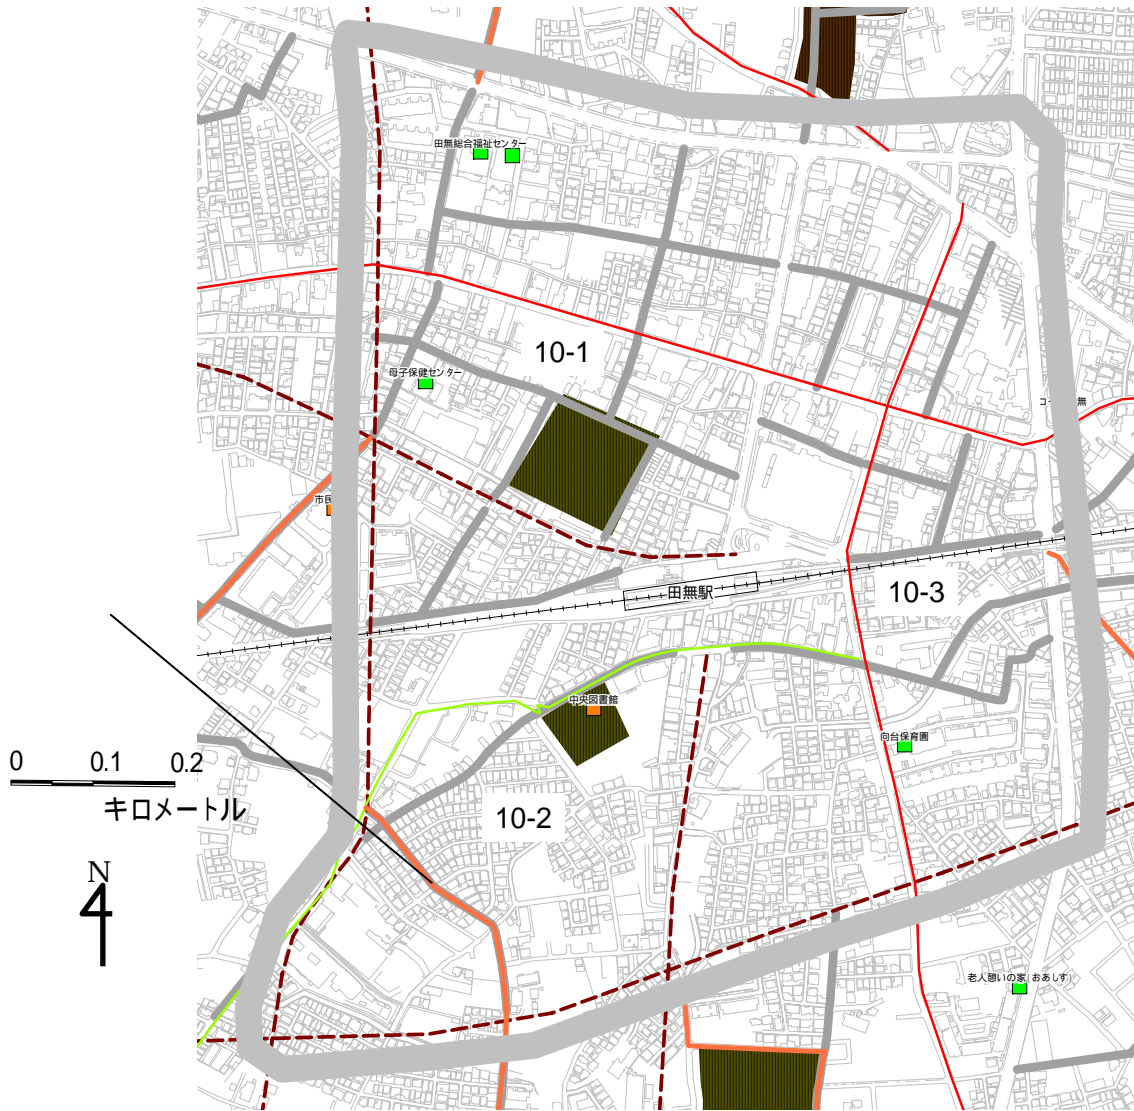 田無総合福祉センター
10-1
母子保健センター
市民
田無駅
10-3
中央図書館
向台保育園
0 0.1 0.2
キロメートル
10-2
N
老人憩いの家(おあしす)